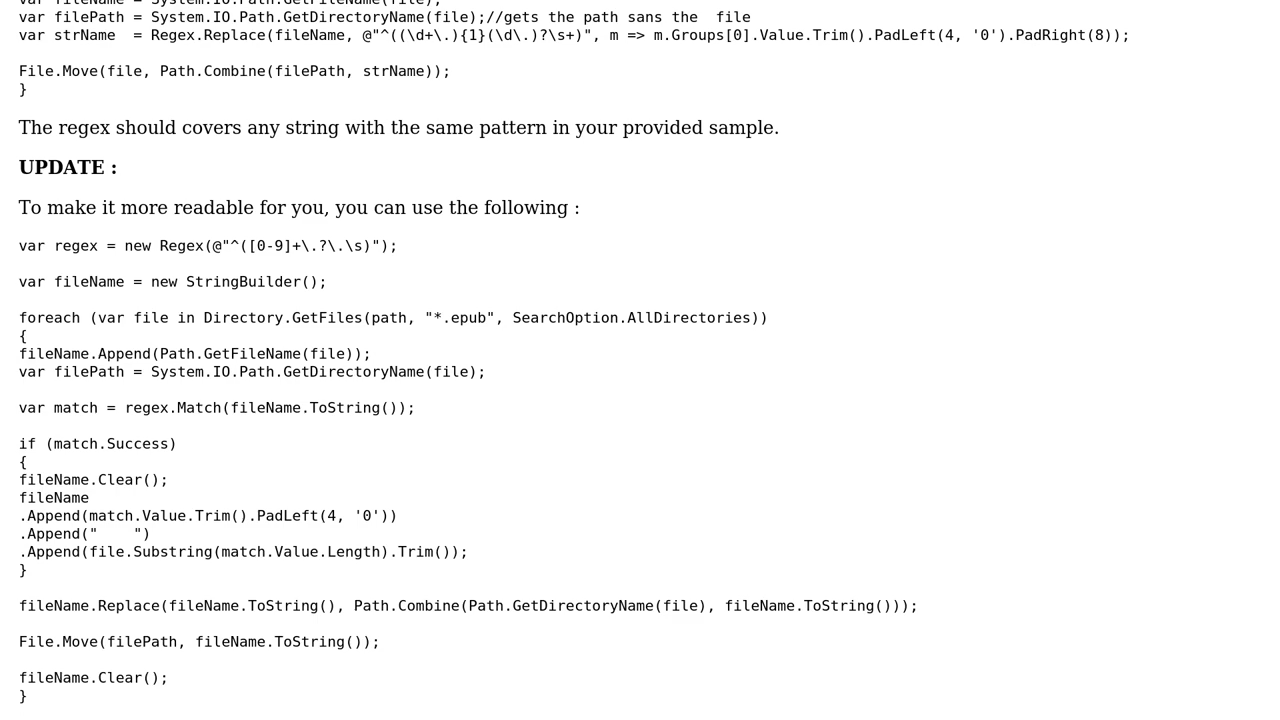 var fileName = System.IO.Path.GetFileName(file);
var filePath = System.IO.Path.GetDirectoryName(file);//gets the path sans the  file
var strName  = Regex.Replace(fileName, @"^((\d+\.){1}(\d\.)?\s+)", m => m.Groups[0].Value.Trim().PadLeft(4, '0').PadRight(8));
File.Move(file, Path.Combine(filePath, strName));
}
The regex should covers any string with the same pattern in your provided sample.
UPDATE :
To make it more readable for you, you can use the following :
var regex = new Regex(@"^([0-9]+\.?\.\s)");
var fileName = new StringBuilder();
foreach (var file in Directory.GetFiles(path, "*.epub", SearchOption.AllDirectories))
{
fileName.Append(Path.GetFileName(file));
var filePath = System.IO.Path.GetDirectoryName(file);
var match = regex.Match(fileName.ToString());
if (match.Success)
{
fileName.Clear();
fileName
.Append(match.Value.Trim().PadLeft(4, '0'))
.Append("    ")
.Append(file.Substring(match.Value.Length).Trim());
}
fileName.Replace(fileName.ToString(), Path.Combine(Path.GetDirectoryName(file), fileName.ToString()));
File.Move(filePath, fileName.ToString());
fileName.Clear();
}